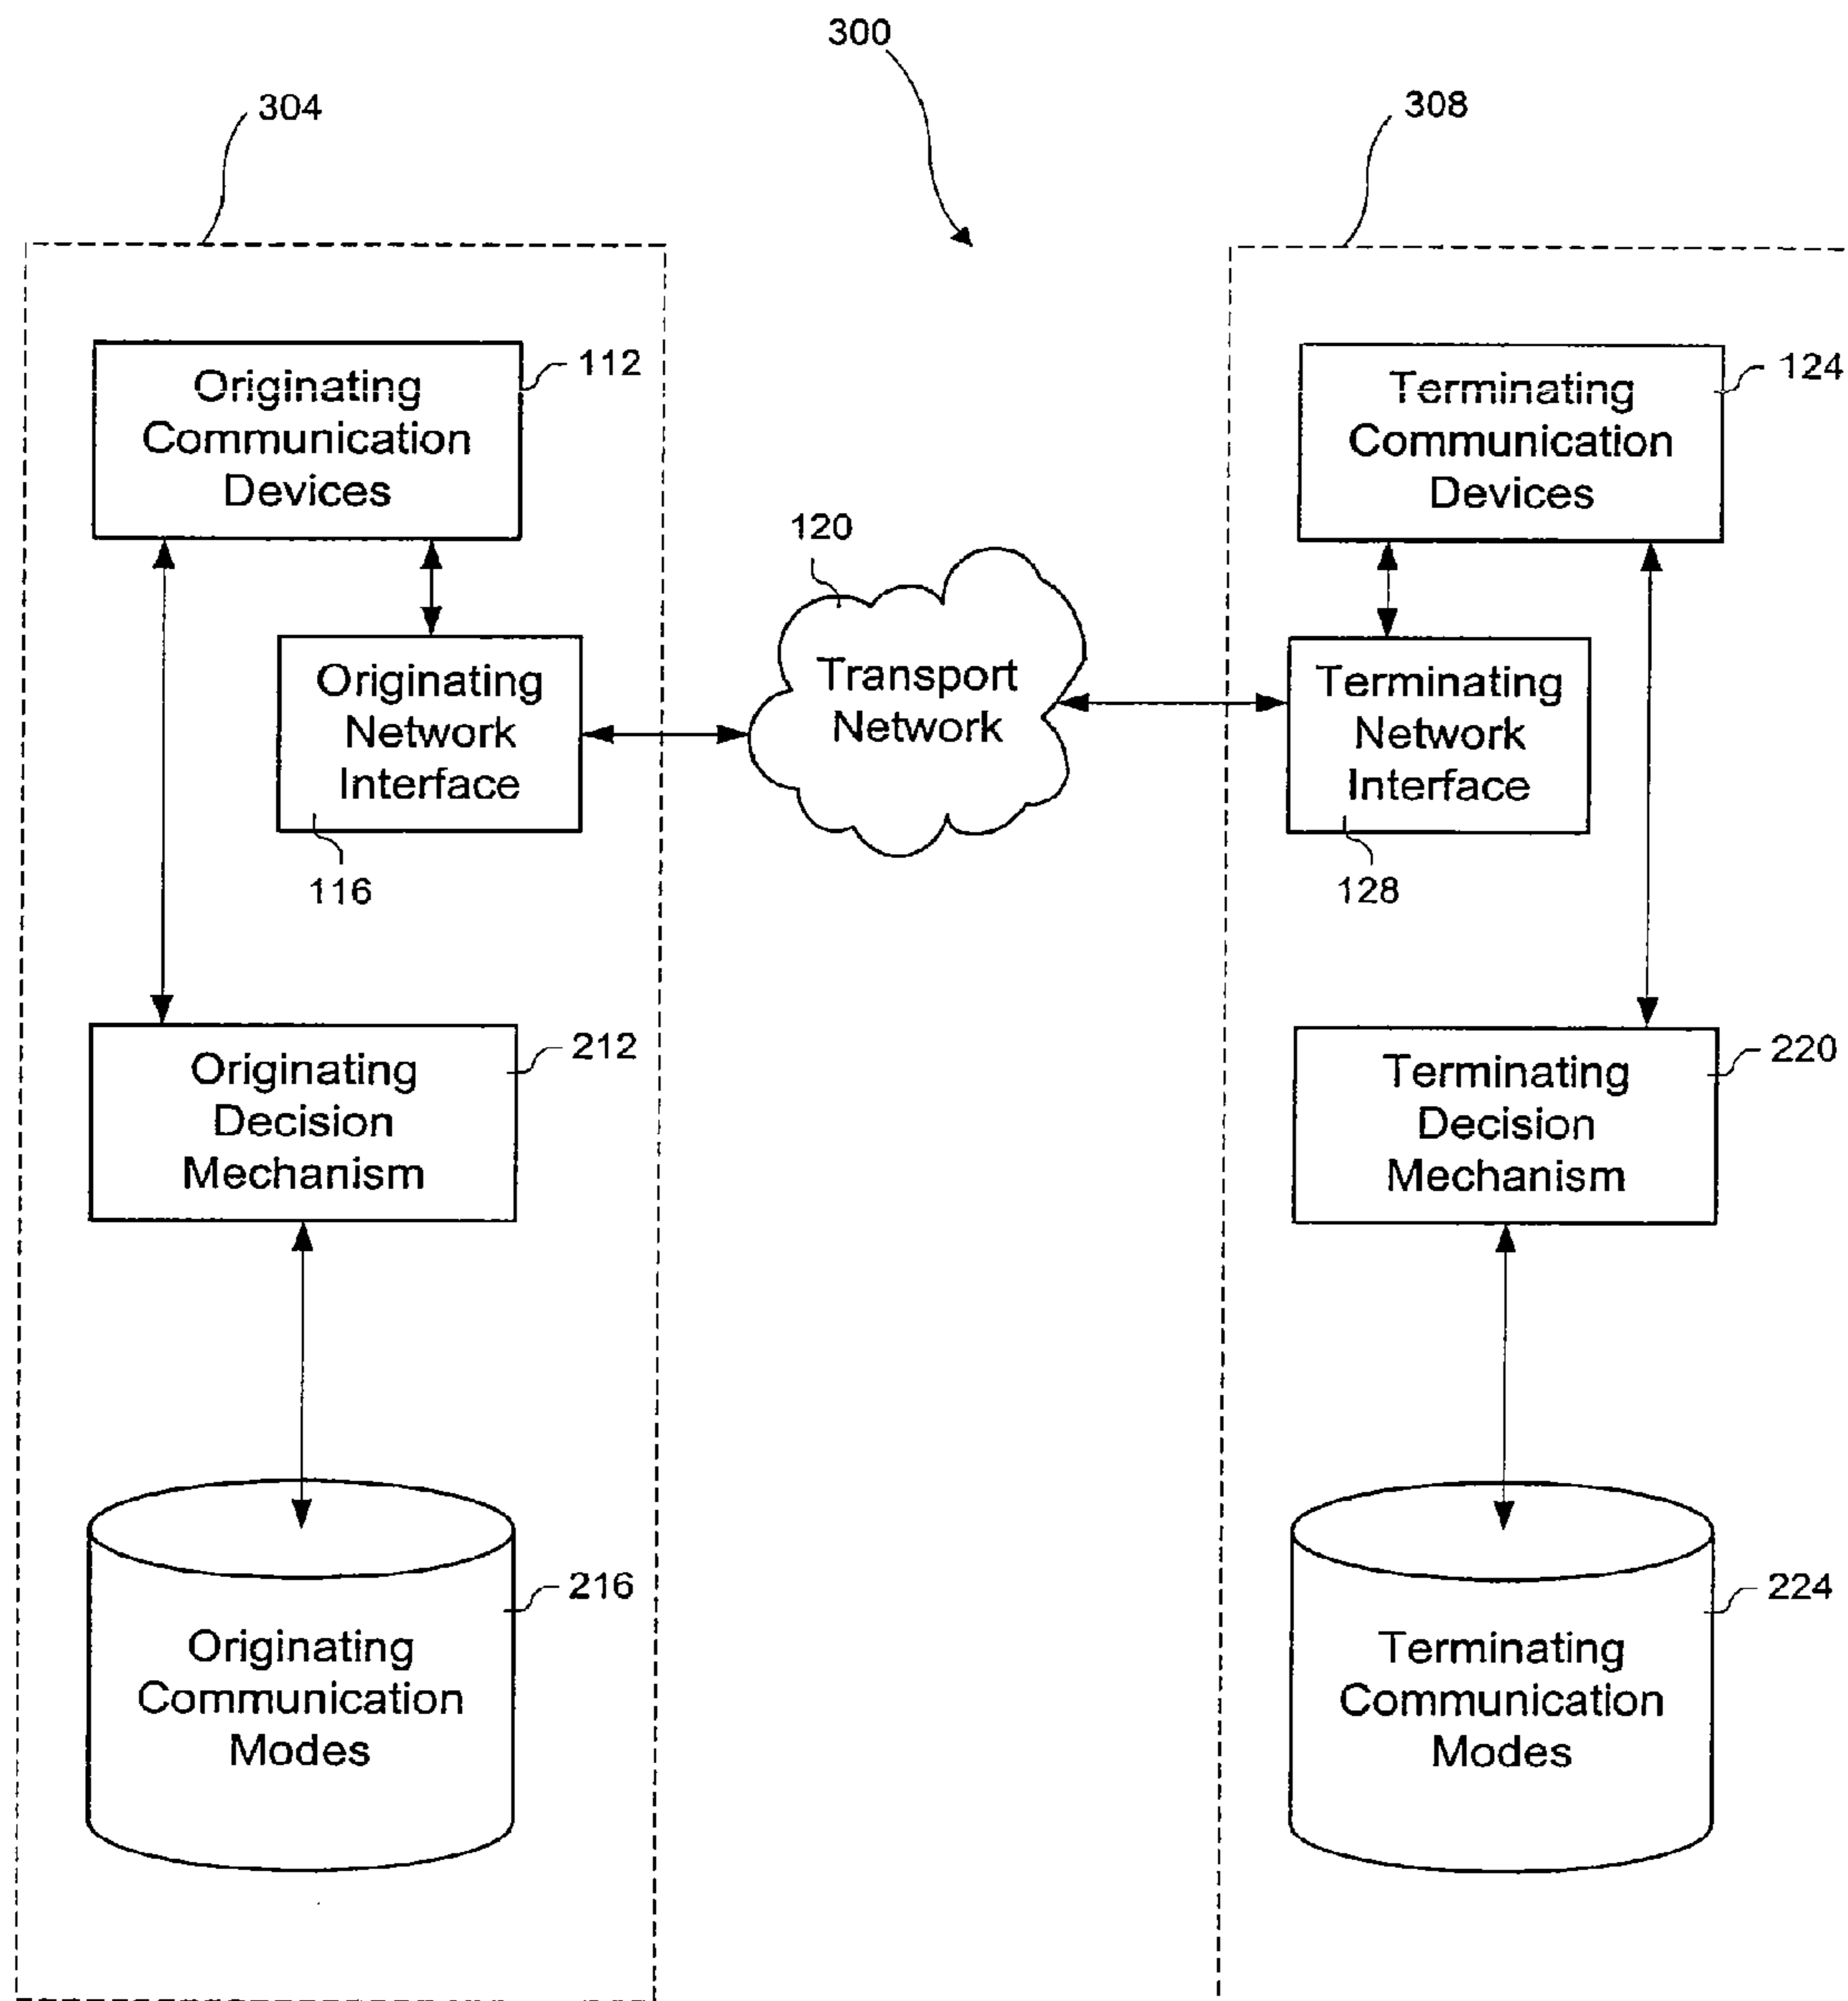 300
304
308
Originating
Communication
Devices
112
Terminating
Communication
Devices
124
120
Originating
Network
Interface
116
Transport
Network
Terminating
Network
Interface
128
Originating
Decision
Mechanism
212
Terminating
Decision
Mechanism
220
216
Originating
Communication
Modes
224
Terminating
Communication
Modes